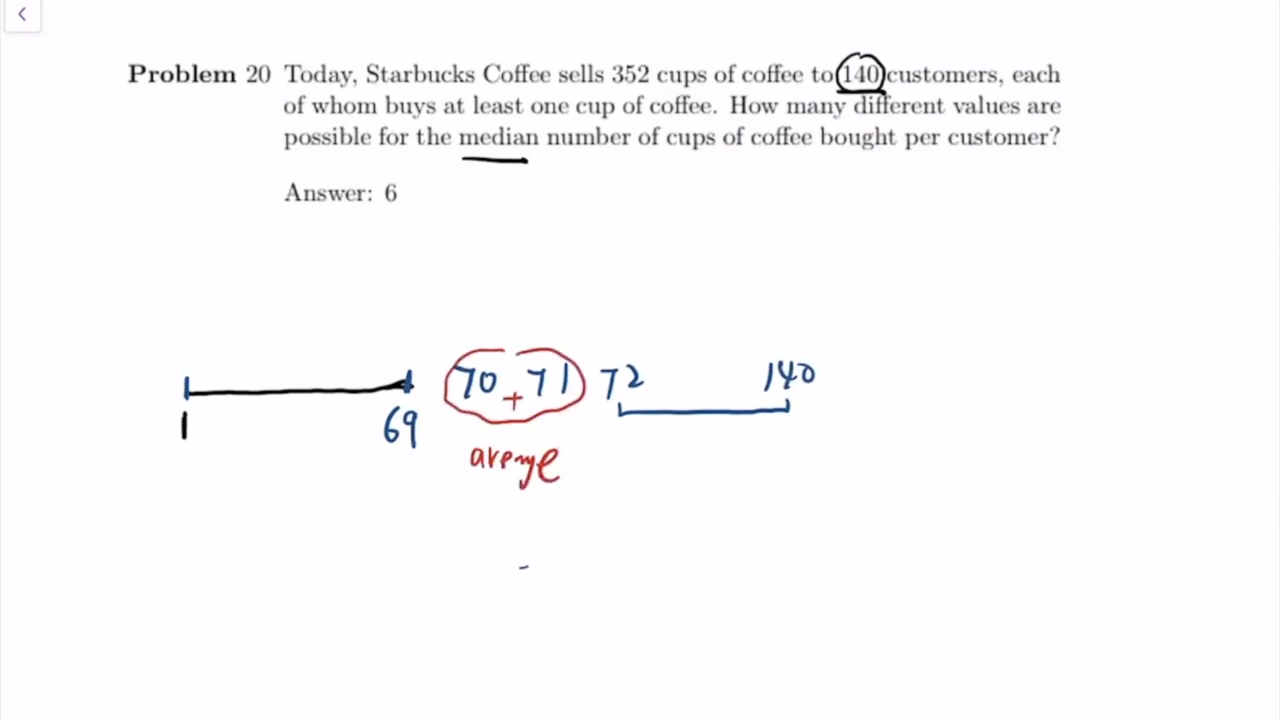 Problem 20 Today, Starbucks Coffee sells 352 cups of coffee to 140 customers, each
of whom buys at least one cup of coffee. How many different values are
possible for the median number of cups of coffee bought per customer?
Answer: 6
70 + 71 72 140
1 69
average